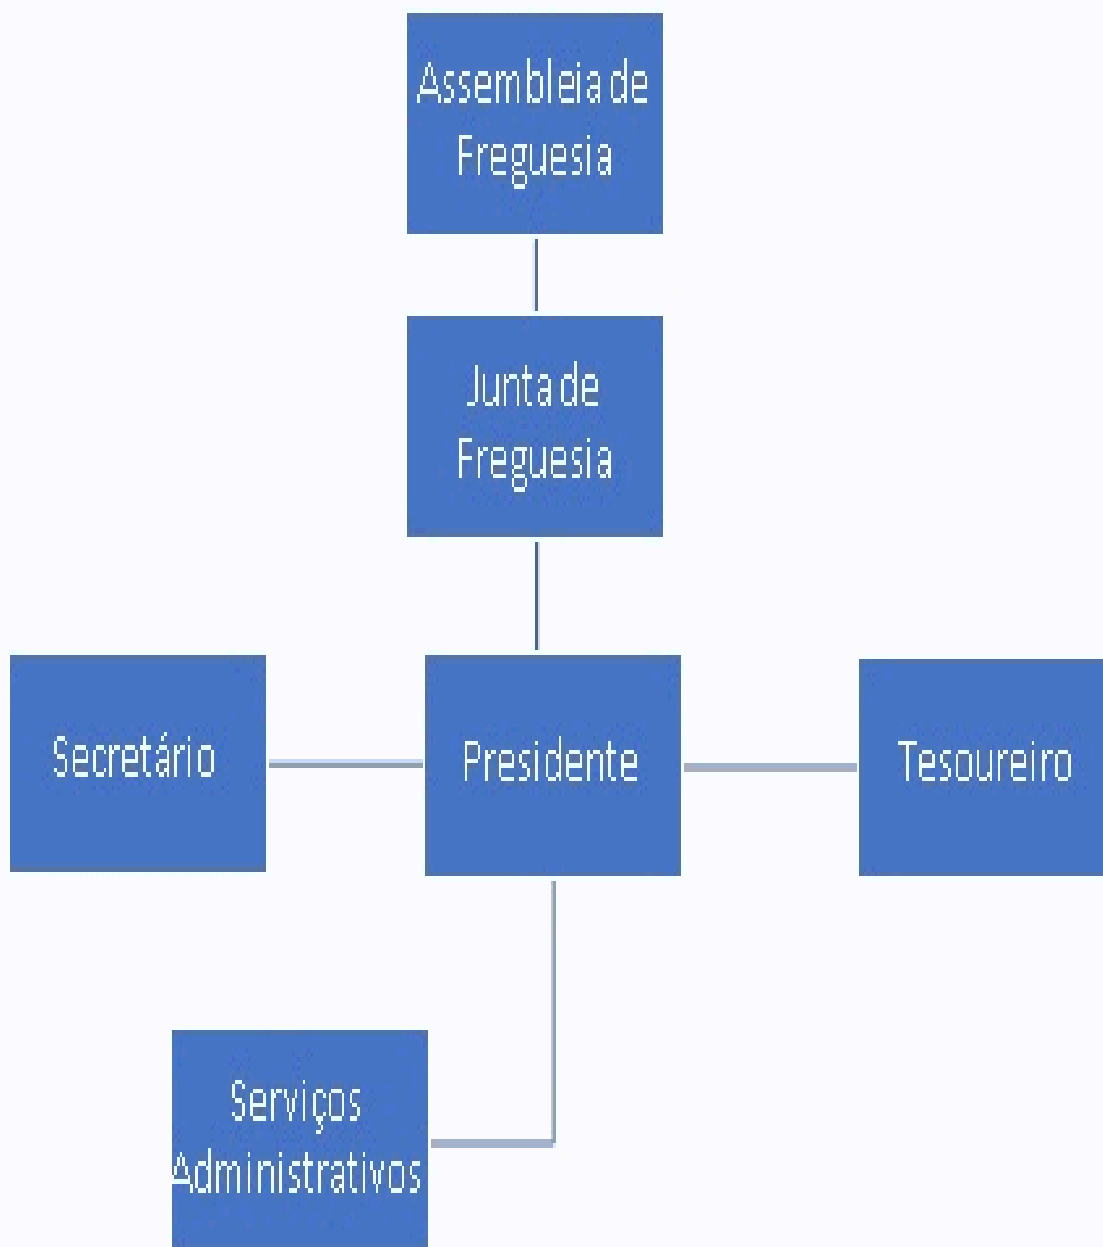 Assembleia de
Freguesia
Junta de
Freguesia
Secretário
Presidente
Tesoureiro
Serviços
Administrativos